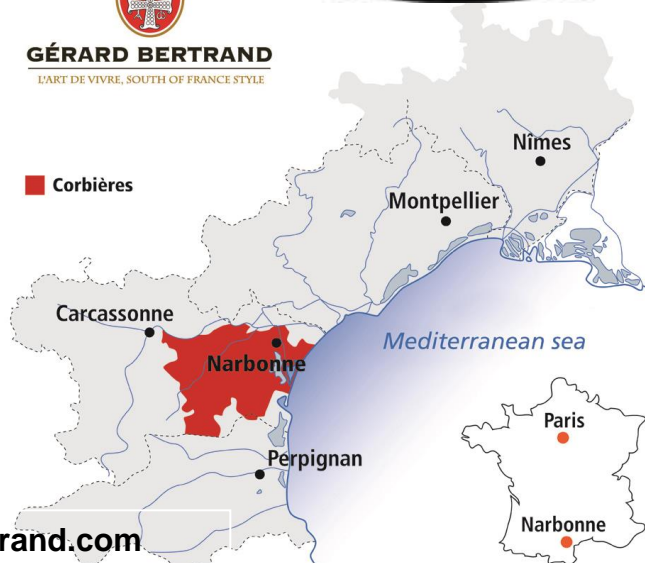 GÉRARD BERTRAND
L'ART DE VIVRE, SOUTH OF FRANCE STYLE
Corbières
Nîmes
Montpellier
Carcassonne
Narbonne
Mediterranean sea
Perpignan
Paris
Narbonne
rand.com